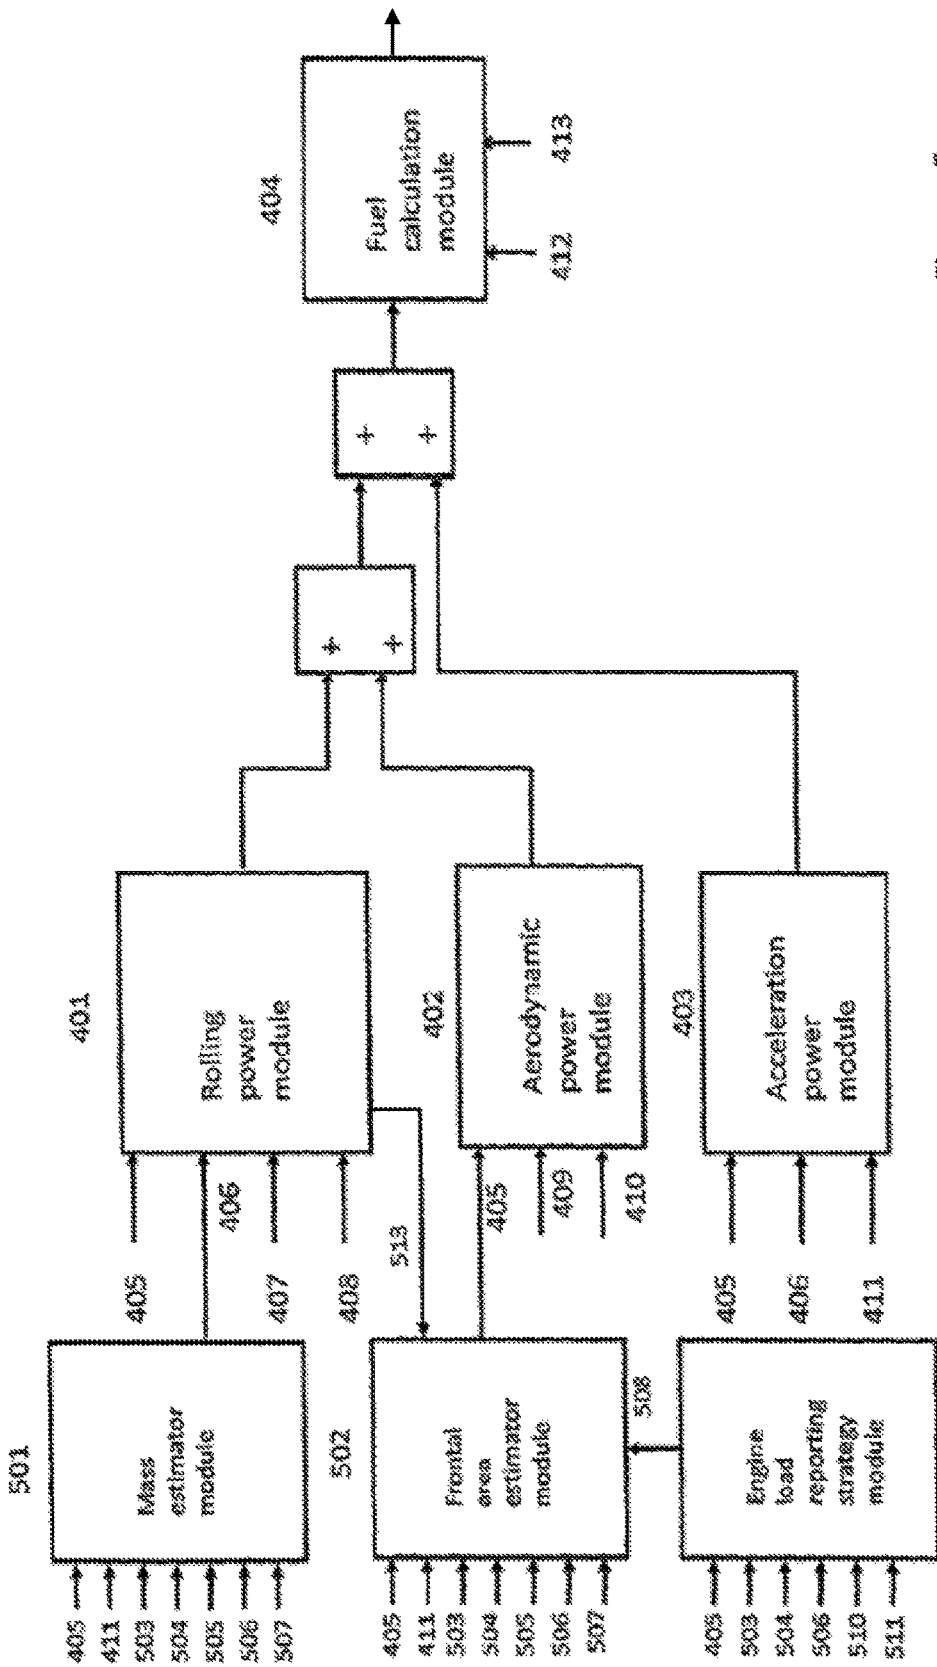 501
Mass
estimator
module
405
411
503
504
505
506
507
502
Frontal
area
estimator
module
405
411
503
504
505
506
507
508
Engine
load
reporting
strategy
module
405
503
504
506
510
511
401
Rolling
power
module
405
406
407
408
513
402
Aerodynamic
power
module
405
409
410
403
Acceleration
power
module
405
406
411
+
+
+
+
404
Fuel
calculation
module
412
413